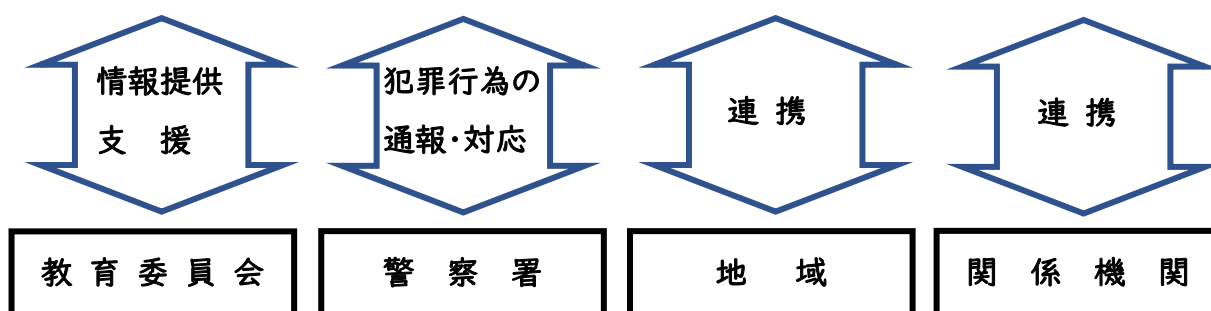 情報提供
支　援
犯罪行為の
通報・対応
連 携
連 携
教 育 委 員 会
警　察　署
地　域
関　係　機　関